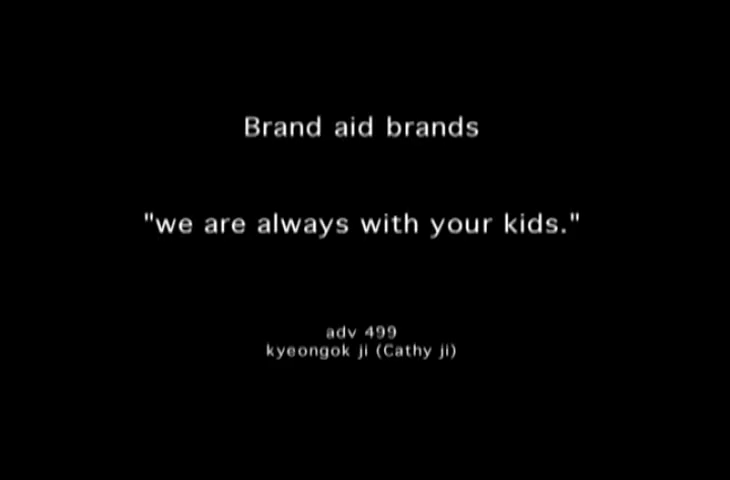 Brand aid brands
"we are always with your kids."
adv 499
kyeongok ji (Cathy ji)